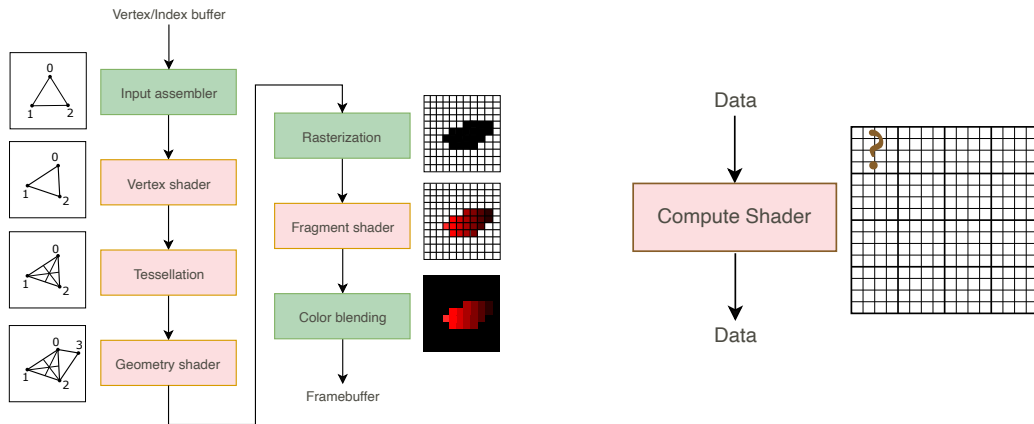 Vertex/Index buffer
0
1
2
Input assembler
0
1
2
Vertex shader
0
1
2
Tessellation
0
3
1
2
Geometry shader
Rasterization
Fragment shader
Color blending
Framebuffer
Data
Compute Shader
Data
?